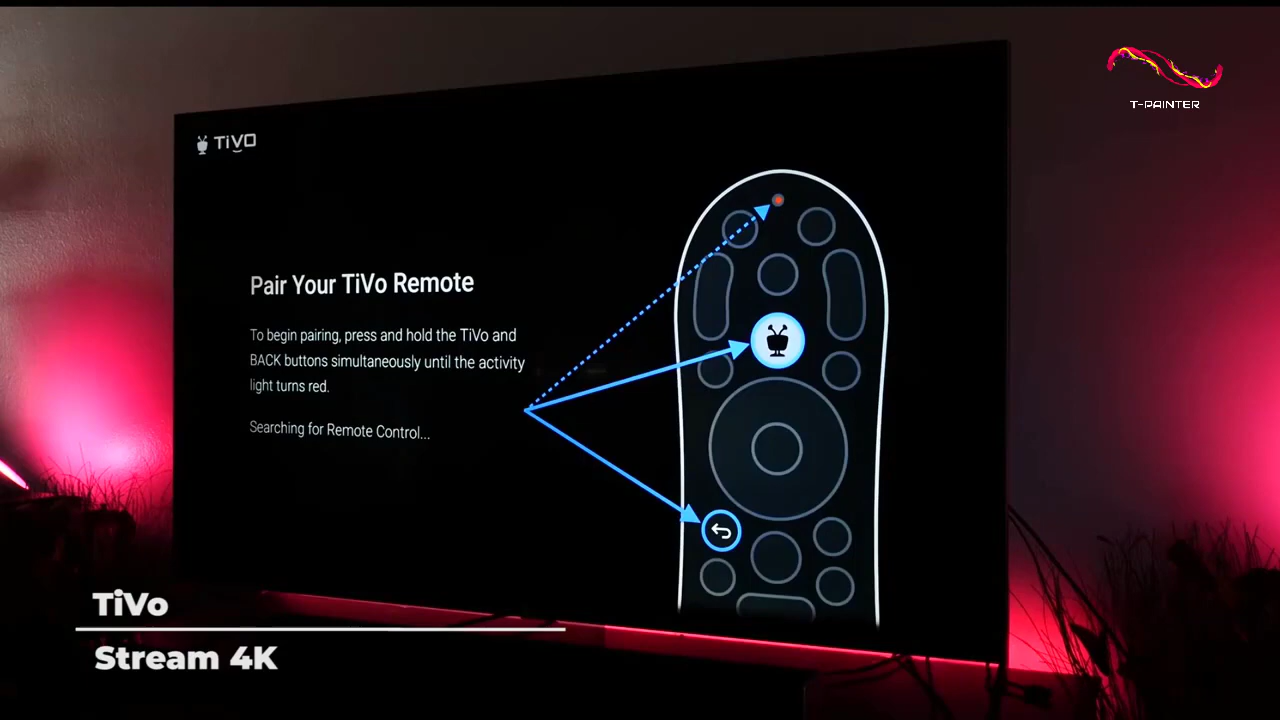 T-PAINTER
TiVo
Pair Your TiVo Remote
To begin pairing, press and hold the TiVo and
BACK buttons simultaneously until the activity
light turns red.
Searching for Remote Control...
TiVo
Stream 4K